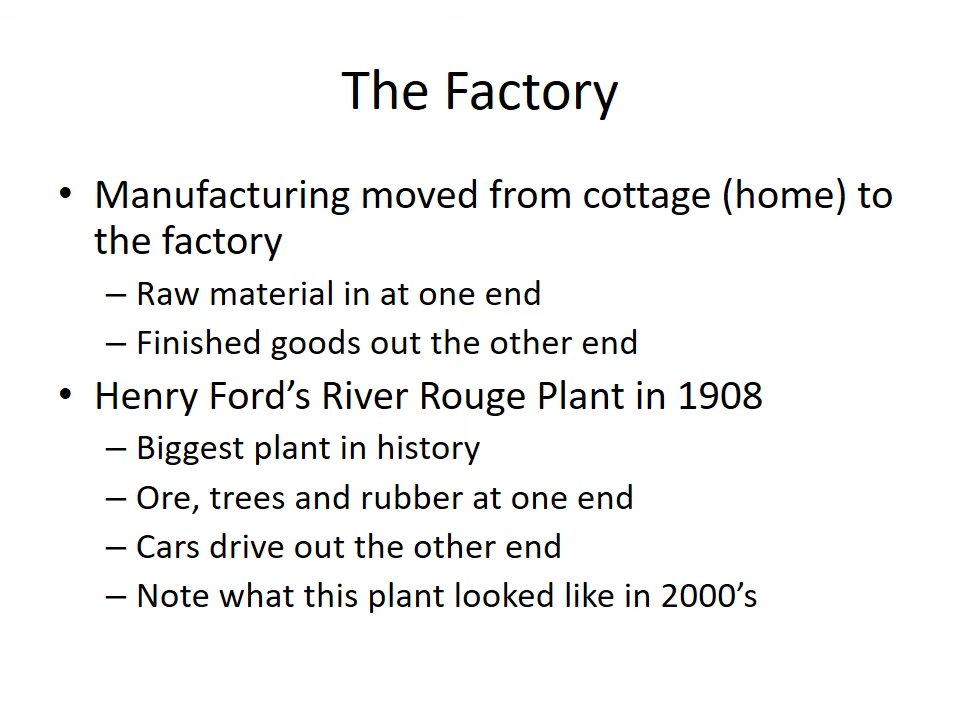 The Factory
• Manufacturing moved from cottage (home) to
the factory
– Raw material in at one end
– Finished goods out the other end
• Henry Ford’s River Rouge Plant in 1908
– Biggest plant in history
– Ore, trees and rubber at one end
– Cars drive out the other end
– Note what this plant looked like in 2000’s